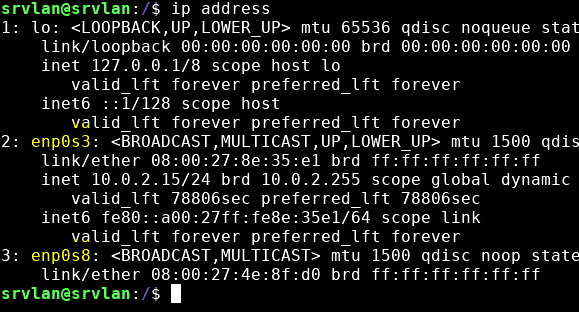 srvlan@srvlan:/$ ip address
1: lo: <LOOPBACK,UP,LOWER_UP> mtu 65536 qdisc noqueue stat
link/loopback 00:00:00:00:00:00 brd 00:00:00:00:00:00
inet 127.0.0.1/8 scope host lo
valid_lft forever preferred_lft forever
inet6 ::1/128 scope host
valid_lft forever preferred_lft forever
2: enp0s3: <BROADCAST,MULTICAST,UP,LOWER_UP> mtu 1500 qdis
link/ether 08:00:27:8e:35:e1 brd ff:ff:ff:ff:ff:ff
inet 10.0.2.15/24 brd 10.0.2.255 scope global dynamic
valid_lft 78806sec preferred_lft 78806sec
inet6 fe80::a00:27ff:fe8e:35e1/64 scope link
valid_lft forever preferred_lft forever
3: enp0s8: <BROADCAST,MULTICAST> mtu 1500 qdisc noop state
link/ether 08:00:27:4e:8f:d0 brd ff:ff:ff:ff:ff:ff
srvlan@srvlan:/$